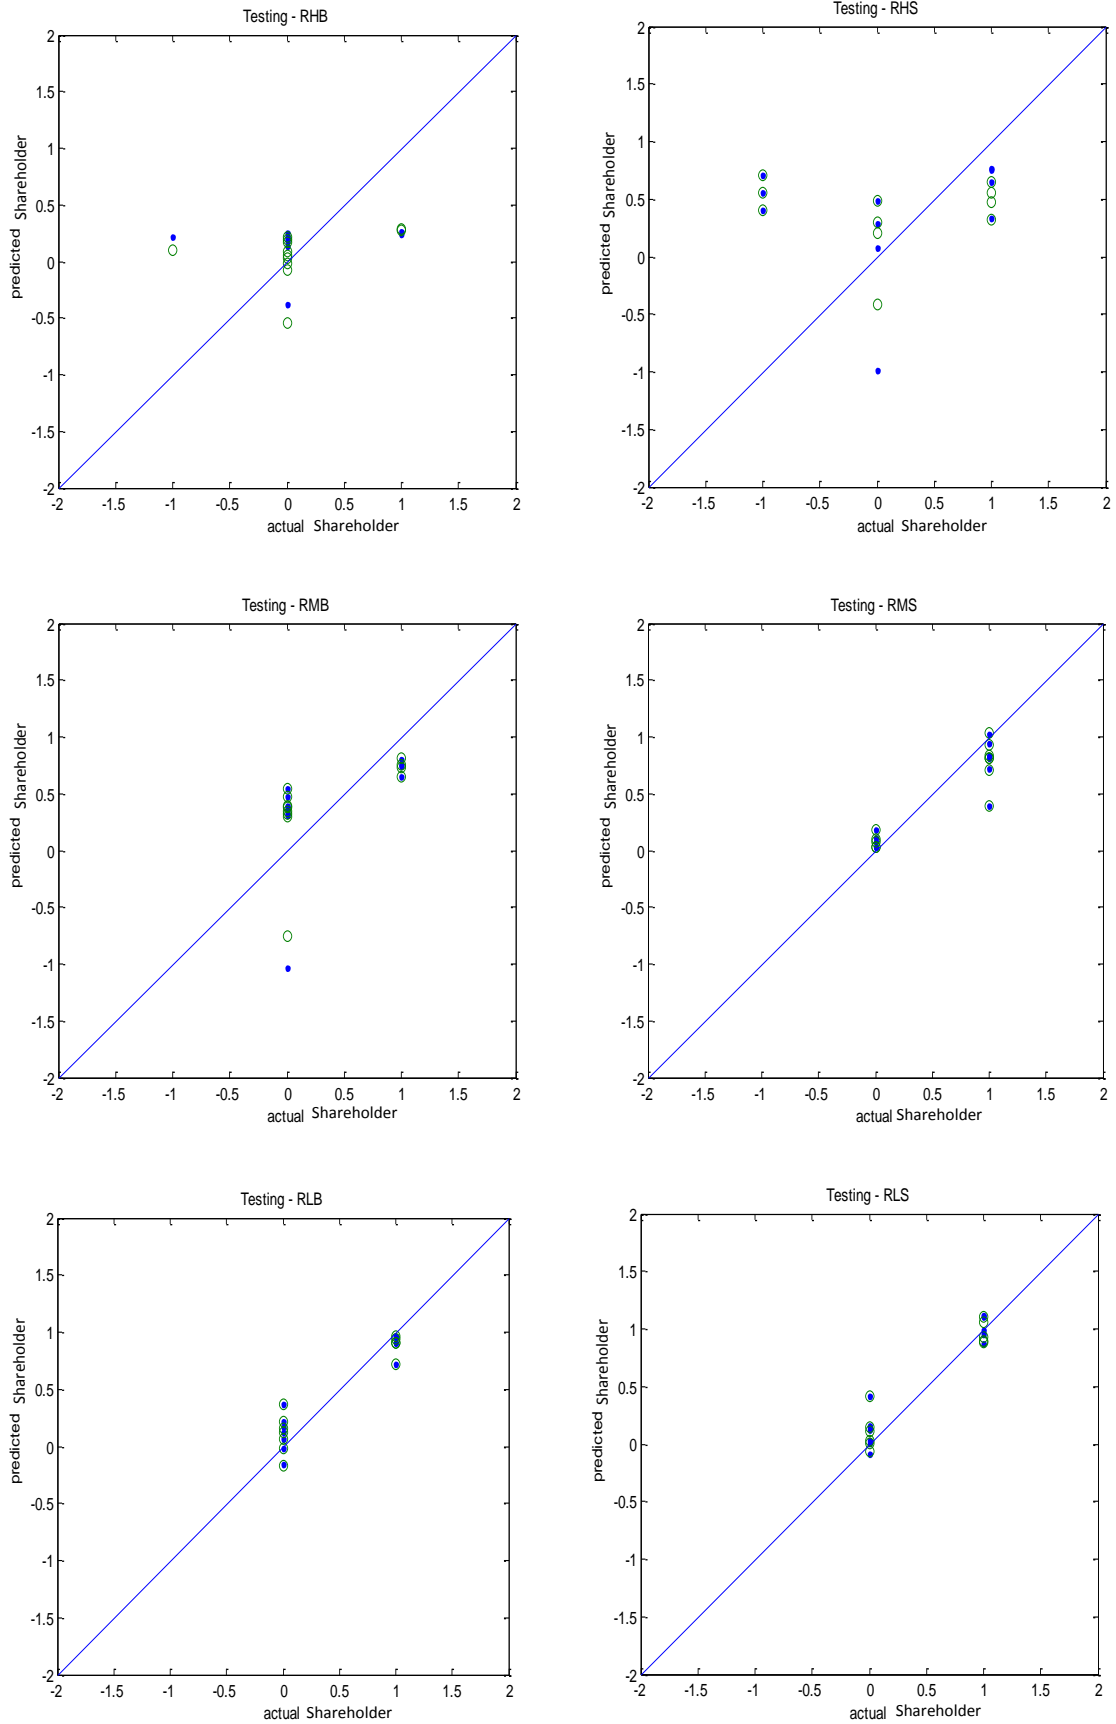 Testing - RHB
2
1.5
1
0.5
0
-0.5
-1
-1.5
-2
-2 -1.5 -1 -0.5 0 0.5 1 1.5 2
predicted Shareholder
actual Shareholder
Testing - RHS
2
1.5
1
0.5
0
-0.5
-1
-1.5
-2
-2 -1.5 -1 -0.5 0 0.5 1 1.5 2
predicted Shareholder
actual Shareholder
Testing - RMB
2
1.5
1
0.5
0
-0.5
-1
-1.5
-2
-2 -1.5 -1 -0.5 0 0.5 1 1.5 2
predicted Shareholder
actual Shareholder
Testing - RMS
2
1.5
1
0.5
0
-0.5
-1
-1.5
-2
-2 -1.5 -1 -0.5 0 0.5 1 1.5 2
predicted Shareholder
actual Shareholder
Testing - RLB
2
1.5
1
0.5
0
-0.5
-1
-1.5
-2
-2 -1.5 -1 -0.5 0 0.5 1 1.5 2
predicted Shareholder
actual Shareholder
Testing - RLS
2
1.5
1
0.5
0
-0.5
-1
-1.5
-2
-2 -1.5 -1 -0.5 0 0.5 1 1.5 2
predicted Shareholder
actual Shareholder